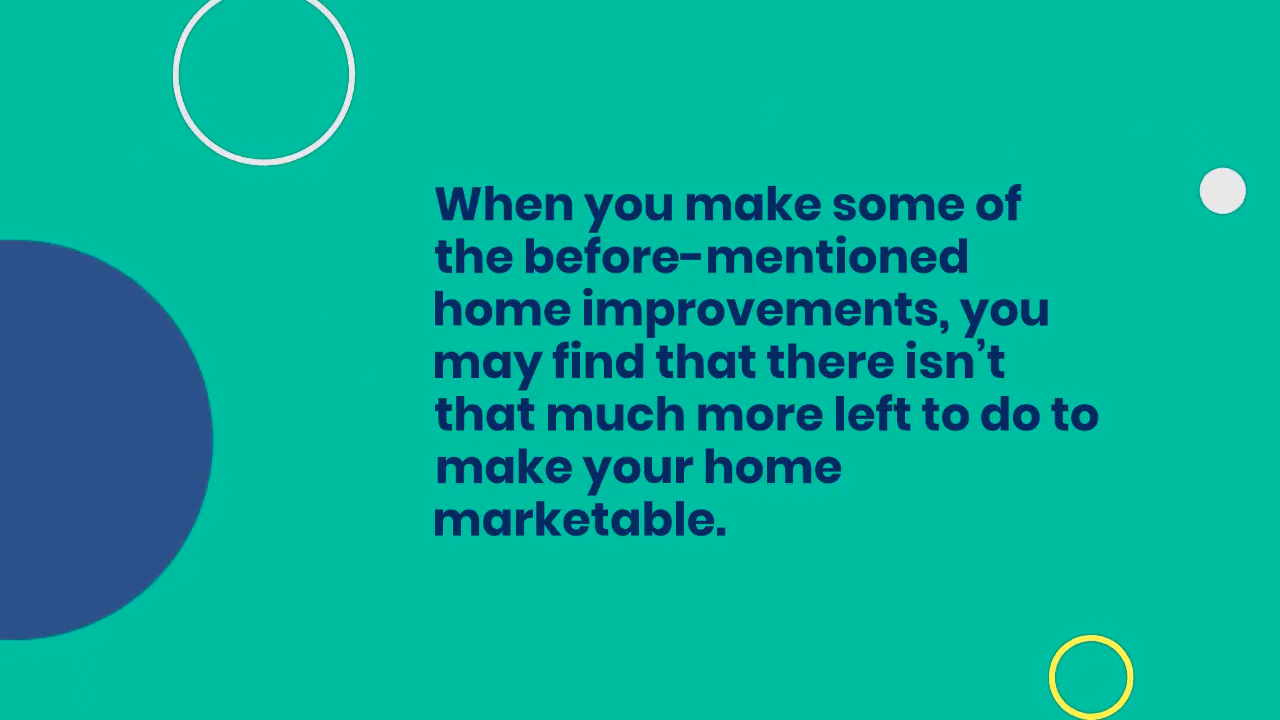 When you make some of
the before-mentioned
home improvements, you
may find that there isn’t
that much more left to do to
make your home
marketable.